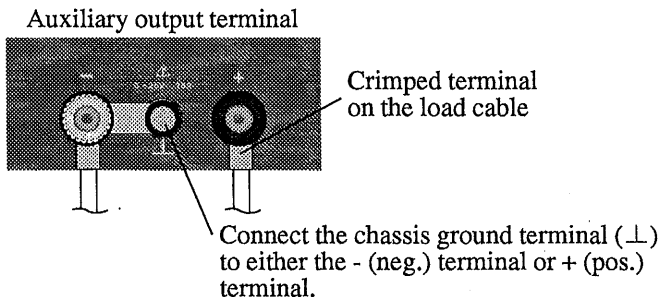 Auxiliary output terminal
−
+
Crimped terminal
on the load cable
⊥
Connect the chassis ground terminal (⊥)
to either the - (neg.) terminal or + (pos.)
terminal.